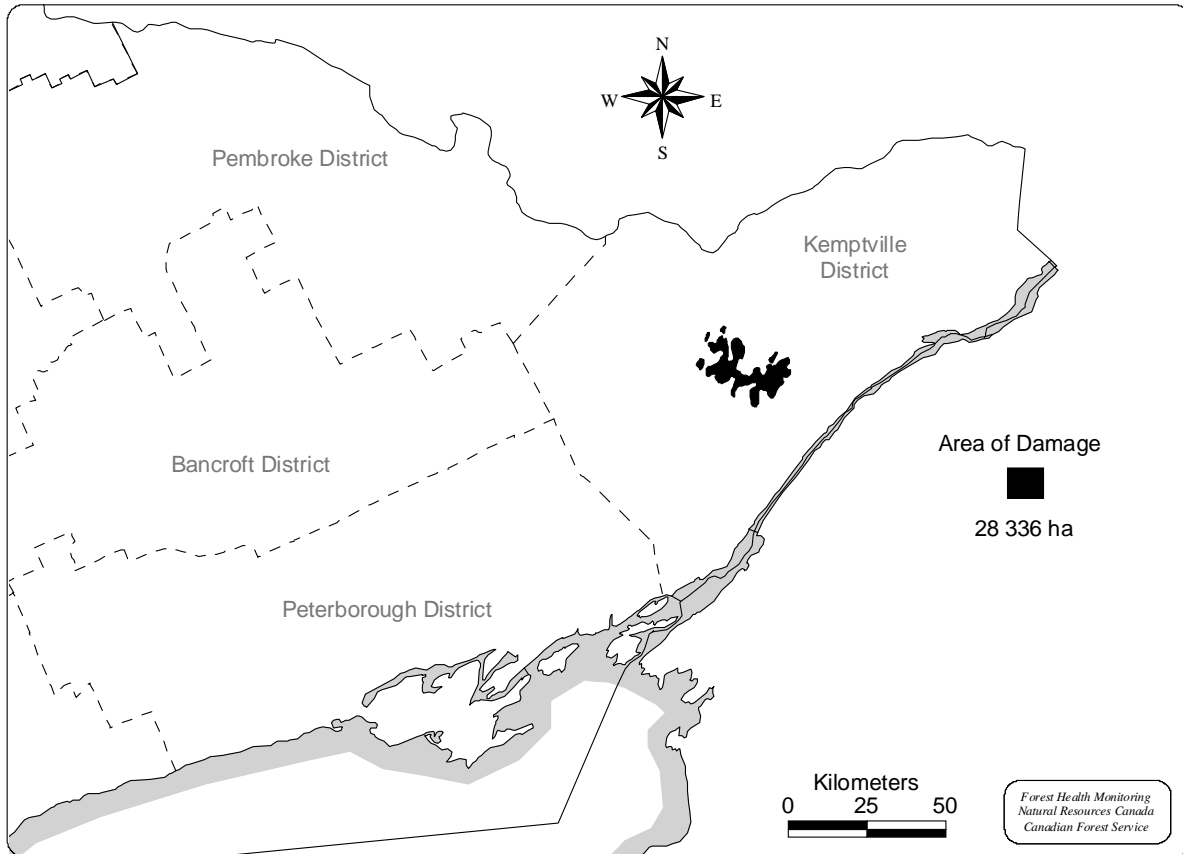 N
W
E
S
Pembroke District
Kemptville
District
Area of Damage
28 336 ha
Bancroft District
Peterborough District
Kilometers
0 25 50
Forest Health Monitoring
Natural Resources Canada
Canadian Forest Service